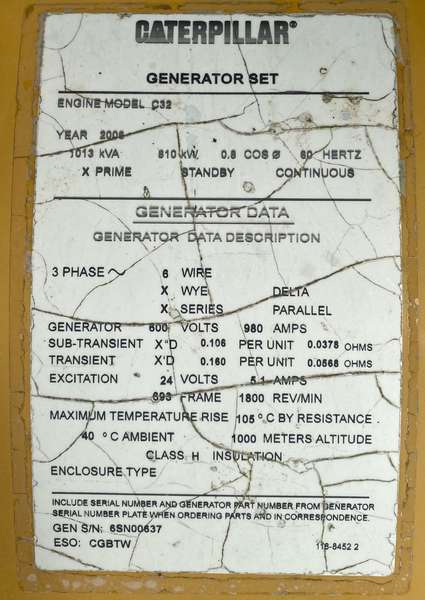 CATERPILLAR®
GENERATOR SET
ENGINE MODEL C32
YEAR 2006
1013 kVA 810 kW 0.8 COS Ø 60 HERTZ
X PRIME STANDBY CONTINUOUS
GENERATOR DATA
GENERATOR DATA DESCRIPTION
3 PHASE ~ 6 WIRE
X WYE DELTA
X SERIES PARALLEL
GENERATOR 600 VOLTS 980 AMPS
SUB-TRANSIENT X"D 0.106 PER UNIT 0.0378 OHMS
TRANSIENT X'D 0.160 PER UNIT 0.0568 OHMS
EXCITATION 24 VOLTS 5.1 AMPS
693 FRAME 1800 REV/MIN
MAXIMUM TEMPERATURE RISE 105 °C BY RESISTANCE
40 °C AMBIENT 1000 METERS ALTITUDE
CLASS H INSULATION
ENCLOSURE TYPE
INCLUDE SERIAL NUMBER AND GENERATOR PART NUMBER FROM GENERATOR
SERIAL NUMBER PLATE WHEN ORDERING PARTS AND IN CORRESPONDENCE.
GEN S/N: 6SN00637
ESO: CGBTW 116-8452 2